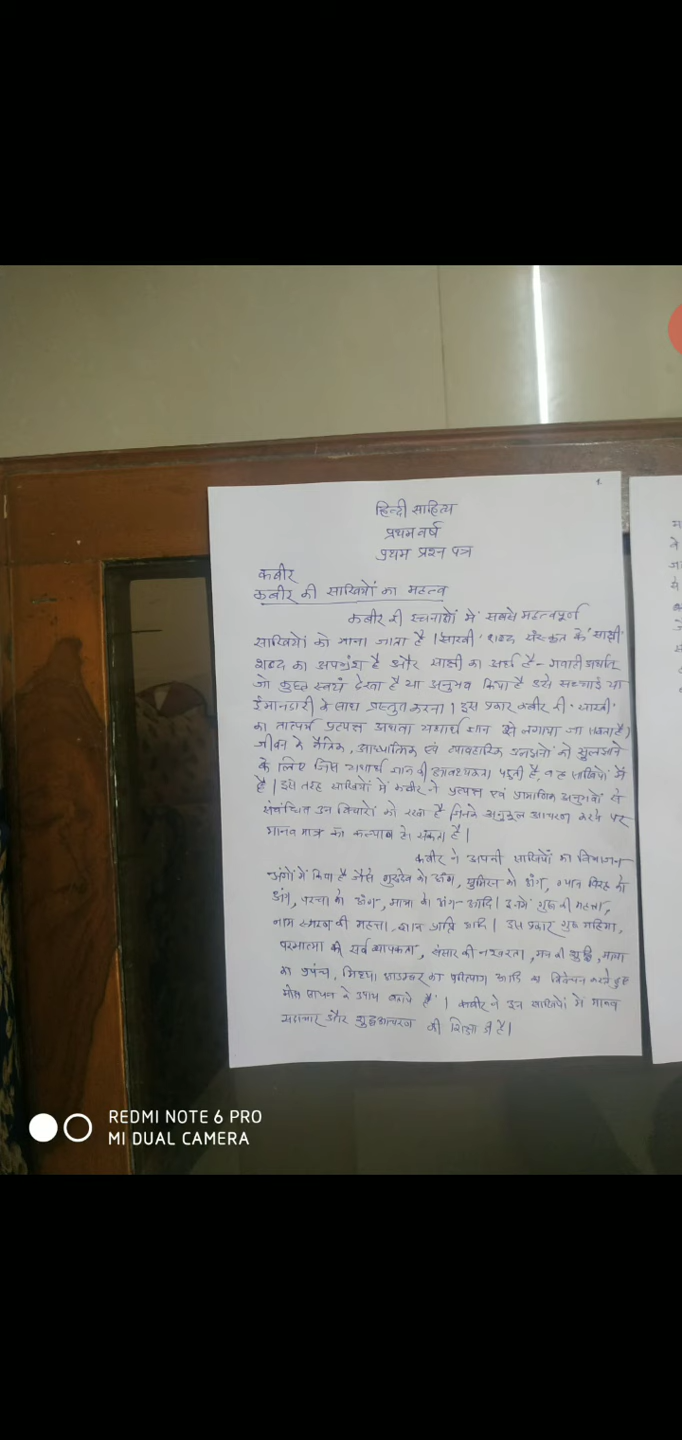 १
हिन्दी साहित्य
प्रथम वर्ष
प्रथम प्रश्न पत्र
कबीर
कबीर की साखियों का महत्व
कबीर की रचनाओं में सबसे महत्वपूर्ण
साखियों को माना जाता है । 'साखी' शब्द संस्कृत के 'साक्षी'
शब्द का अपभ्रंश है और साक्षी का अर्थ है - गवाही अर्थात्
जो कुछ स्वयं देखा है या अनुभव किया है उसे सच्चाई या
ईमानदारी के साथ प्रस्तुत करना । इस प्रकार कबीर की 'साखी'
का तात्पर्य प्रत्यक्ष अथवा यथार्थ ज्ञान से लगाया जा सकता है ।
जीवन के नैतिक, आध्यात्मिक एवं व्यावहारिक उलझनों को सुलझाने
के लिए जिस यथार्थ ज्ञान की आवश्यकता पड़ती है, वह साखियों में
है । इस तरह साखियों में कबीर ने प्रत्यक्ष एवं प्रामाणिक अनुभवों से
संबंधित उन विचारों को रखा है जिनके अनुकूल आचरण करने पर
मानव मात्र का कल्याण हो सकता है ।
कबीर ने अपनी साखियों का विभाजन
अंगों में किया है जैसे गुरुदेव को अंग, सुमिरन को अंग, ग्यान विरह को
अंग, परचा को अंग, माया को अंग आदि । इनमें गुरु की महत्ता,
नाम स्मरण की महत्ता, ज्ञान प्राप्ति आदि । इस प्रकार गुरु महिमा,
परमात्मा की सर्वव्यापकता, संसार की नश्वरता, मन की शुद्धि, माया
का प्रपंच, मिथ्या आडम्बर का परित्याग आदि का विवेचन करते हुए
मोक्ष साधन के उपाय बताये हैं । कबीर ने इन साखियों में मानव
सदाचार और शुद्ध आचरण की शिक्षा दी है ।
REDMI NOTE 6 PRO
MI DUAL CAMERA